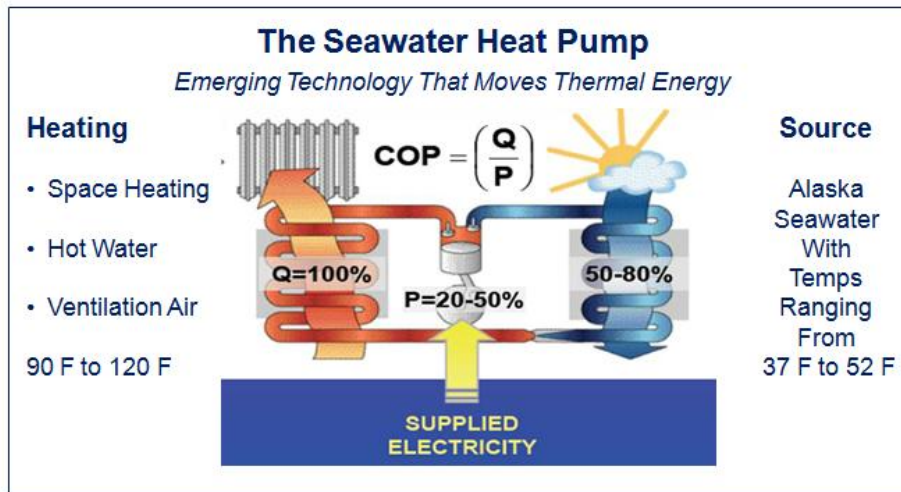 The Seawater Heat Pump
Emerging Technology That Moves Thermal Energy
Heating
• Space Heating
• Hot Water
• Ventilation Air
90 F to 120 F
COP = (Q/P)
Q=100%
P=20-50%
50-80%
SUPPLIED
ELECTRICITY
Source
Alaska
Seawater
With
Temps
Ranging
From
37 F to 52 F